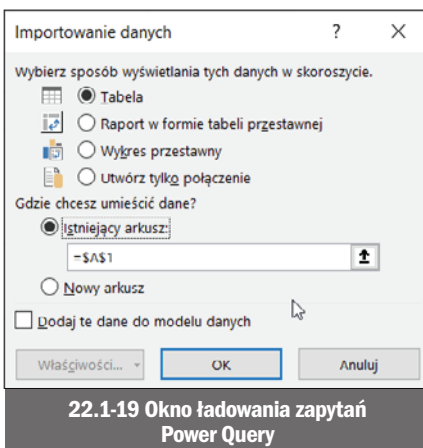 Importowanie danych ? ✕
Wybierz sposób wyświetlania tych danych w skoroszycie.
Tabela
Raport w formie tabeli przestawnej
Wykres przestawny
Utwórz tylko połączenie
Gdzie chcesz umieścić dane?
Istniejący arkusz:
=$A$1
Nowy arkusz
Dodaj te dane do modelu danych
Właściwości... OK Anuluj
22.1-19 Okno ładowania zapytań
Power Query